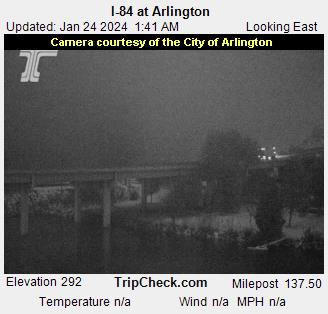 I-84 at Arlington
Updated: Jan 24 2024 1:41 AM Looking East
Camera courtesy of the City of Arlington
Elevation 292 TripCheck.com Milepost 137.50
Temperature n/a Wind n/a MPH n/a